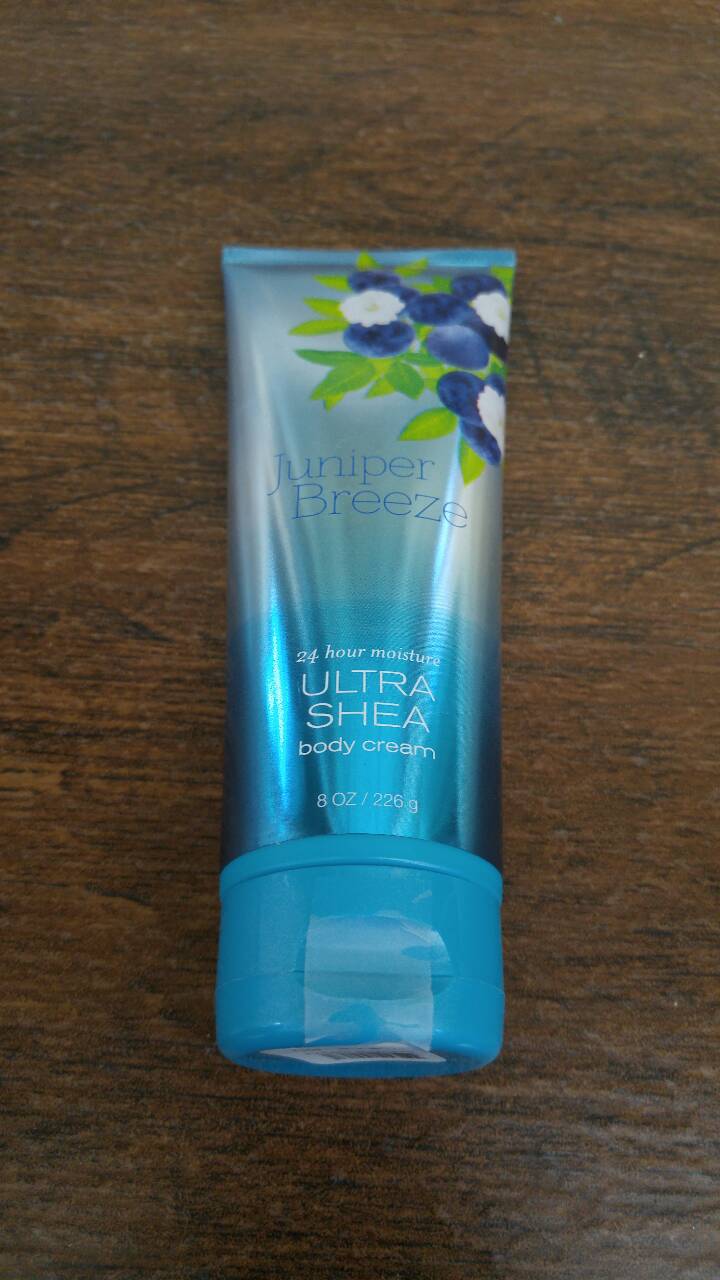 Juniper
Breeze
24 hour moisture
ULTRA
SHEA
body cream
8 OZ / 226 g